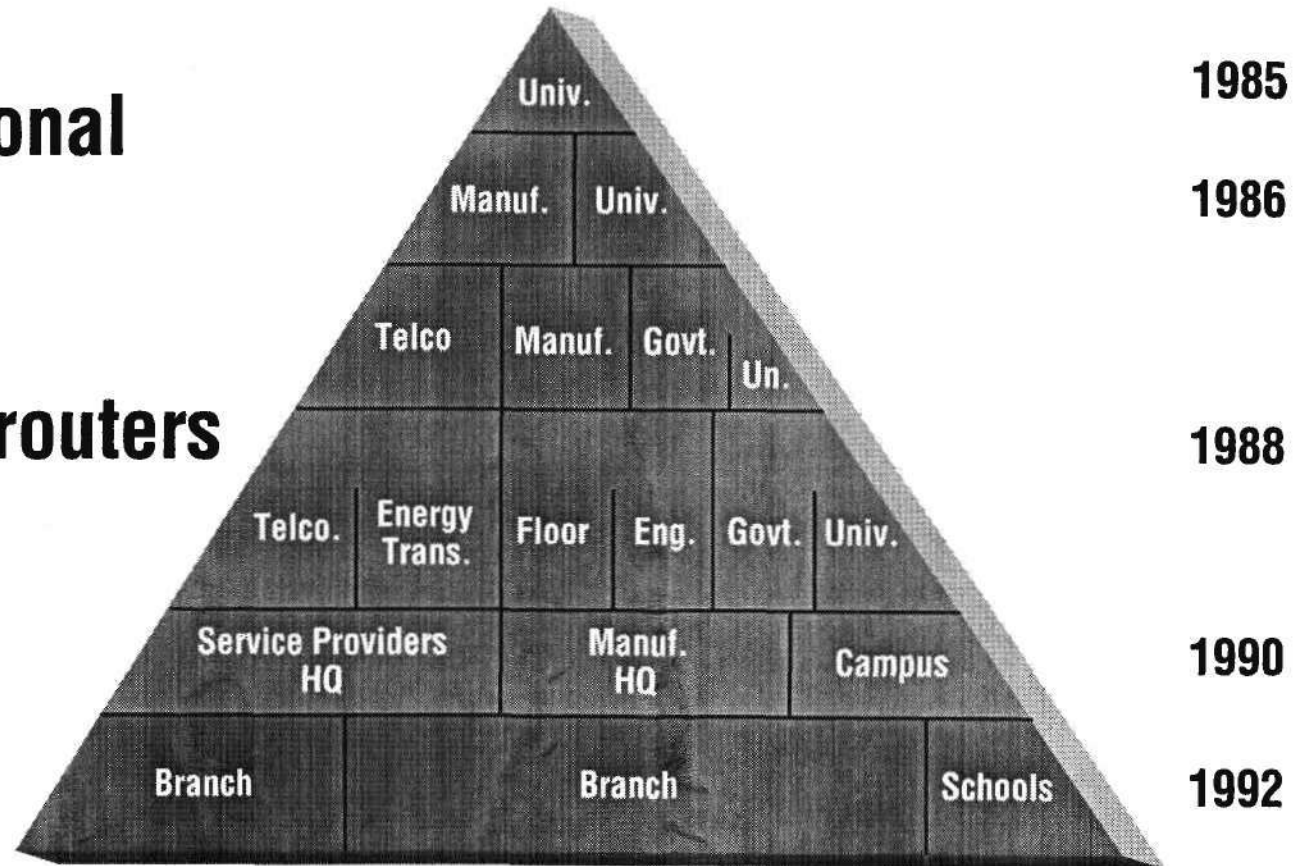 1985
Univ.
onal
1986
Manuf. Univ.
Telco Manuf. Govt.
Un.
routers
1988
Telco. Energy
Trans. Floor Eng. Govt. Univ.
Service Providers
HQ
Manuf.
HQ
Campus
1990
Branch Branch Schools
1992